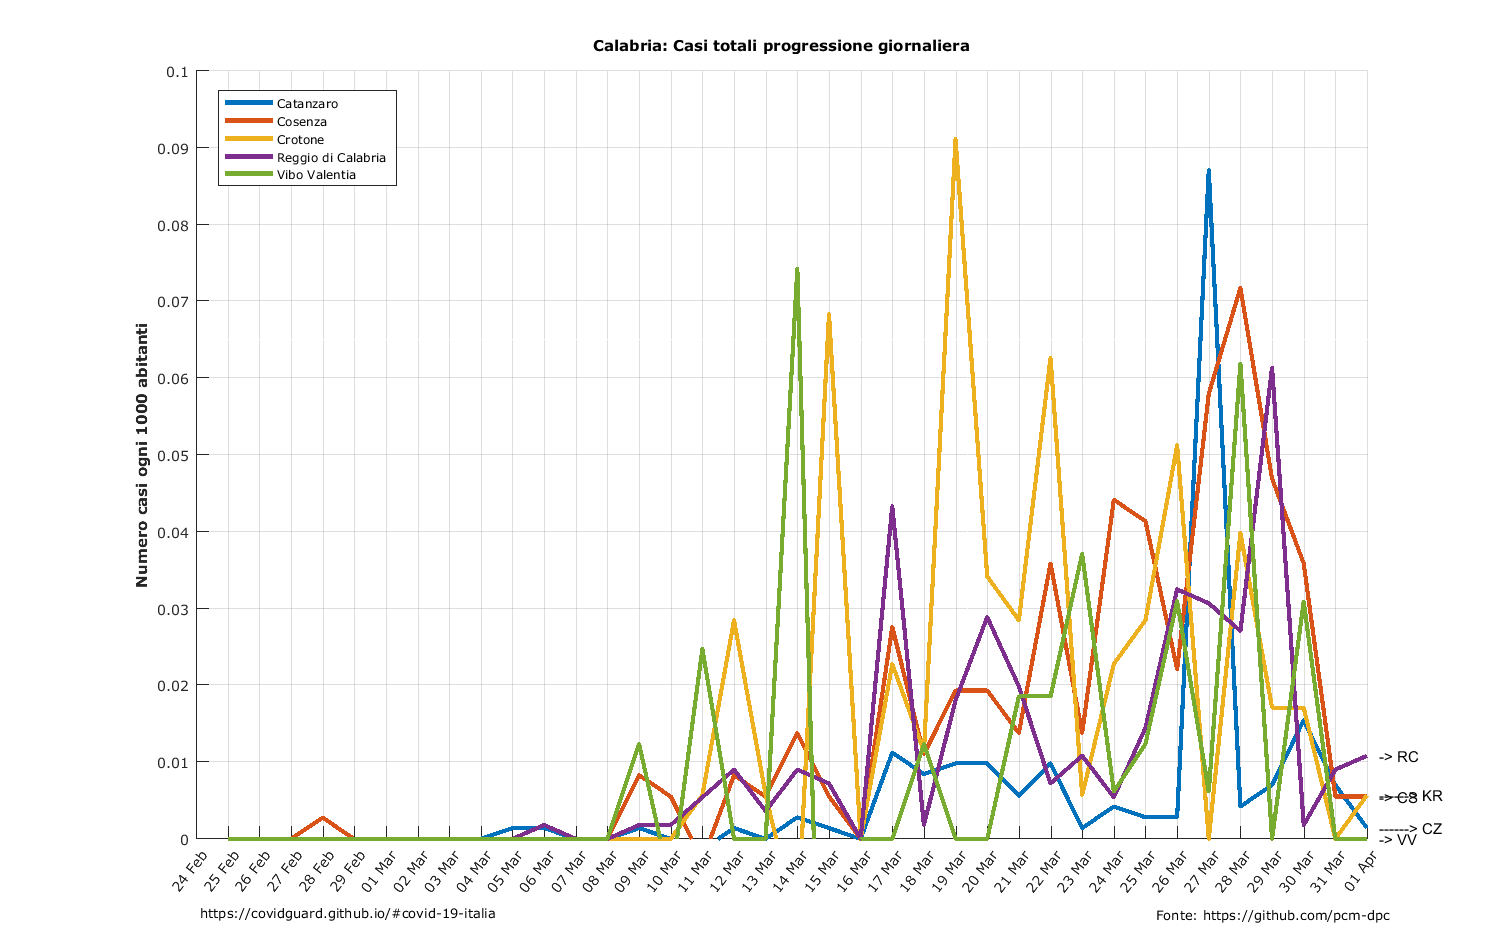 Calabria: Casi totali progressione giornaliera
0.1
0.09
0.08
0.07
0.06
0.05
0.04
0.03
0.02
0.01
0
Numero casi ogni 1000 abitanti
Catanzaro
Cosenza
Crotone
Reggio di Calabria
Vibo Valentia
-> RC
-> CS
KR
------> CZ
-> VV
24 Feb
25 Feb
26 Feb
27 Feb
28 Feb
29 Feb
01 Mar
02 Mar
03 Mar
04 Mar
05 Mar
06 Mar
07 Mar
08 Mar
09 Mar
10 Mar
11 Mar
12 Mar
13 Mar
14 Mar
15 Mar
16 Mar
17 Mar
18 Mar
19 Mar
20 Mar
21 Mar
22 Mar
23 Mar
24 Mar
25 Mar
26 Mar
27 Mar
28 Mar
29 Mar
30 Mar
31 Mar
01 Apr
https://covidguard.github.io/#covid-19-italia
Fonte: https://github.com/pcm-dpc